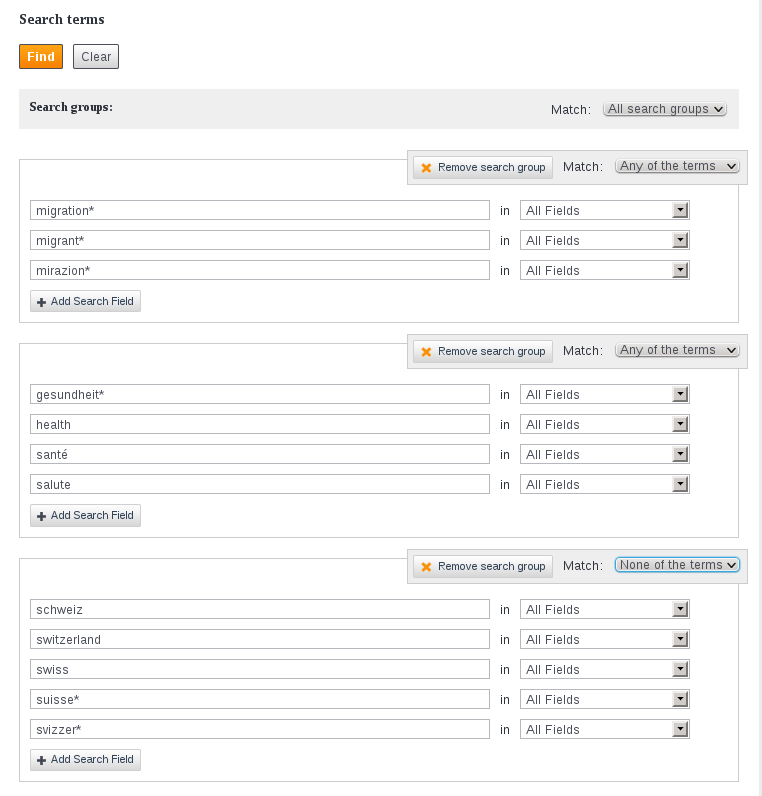 Search terms
Find Clear
Search groups: Match: All search groups
Remove search group Match: Any of the terms
migration* in All Fields
migrant* in All Fields
mirazion* in All Fields
Add Search Field
Remove search group Match: Any of the terms
gesundheit* in All Fields
health in All Fields
santé in All Fields
salute in All Fields
Add Search Field
Remove search group Match: None of the terms
schweiz in All Fields
switzerland in All Fields
swiss in All Fields
suisse* in All Fields
svizzer* in All Fields
Add Search Field